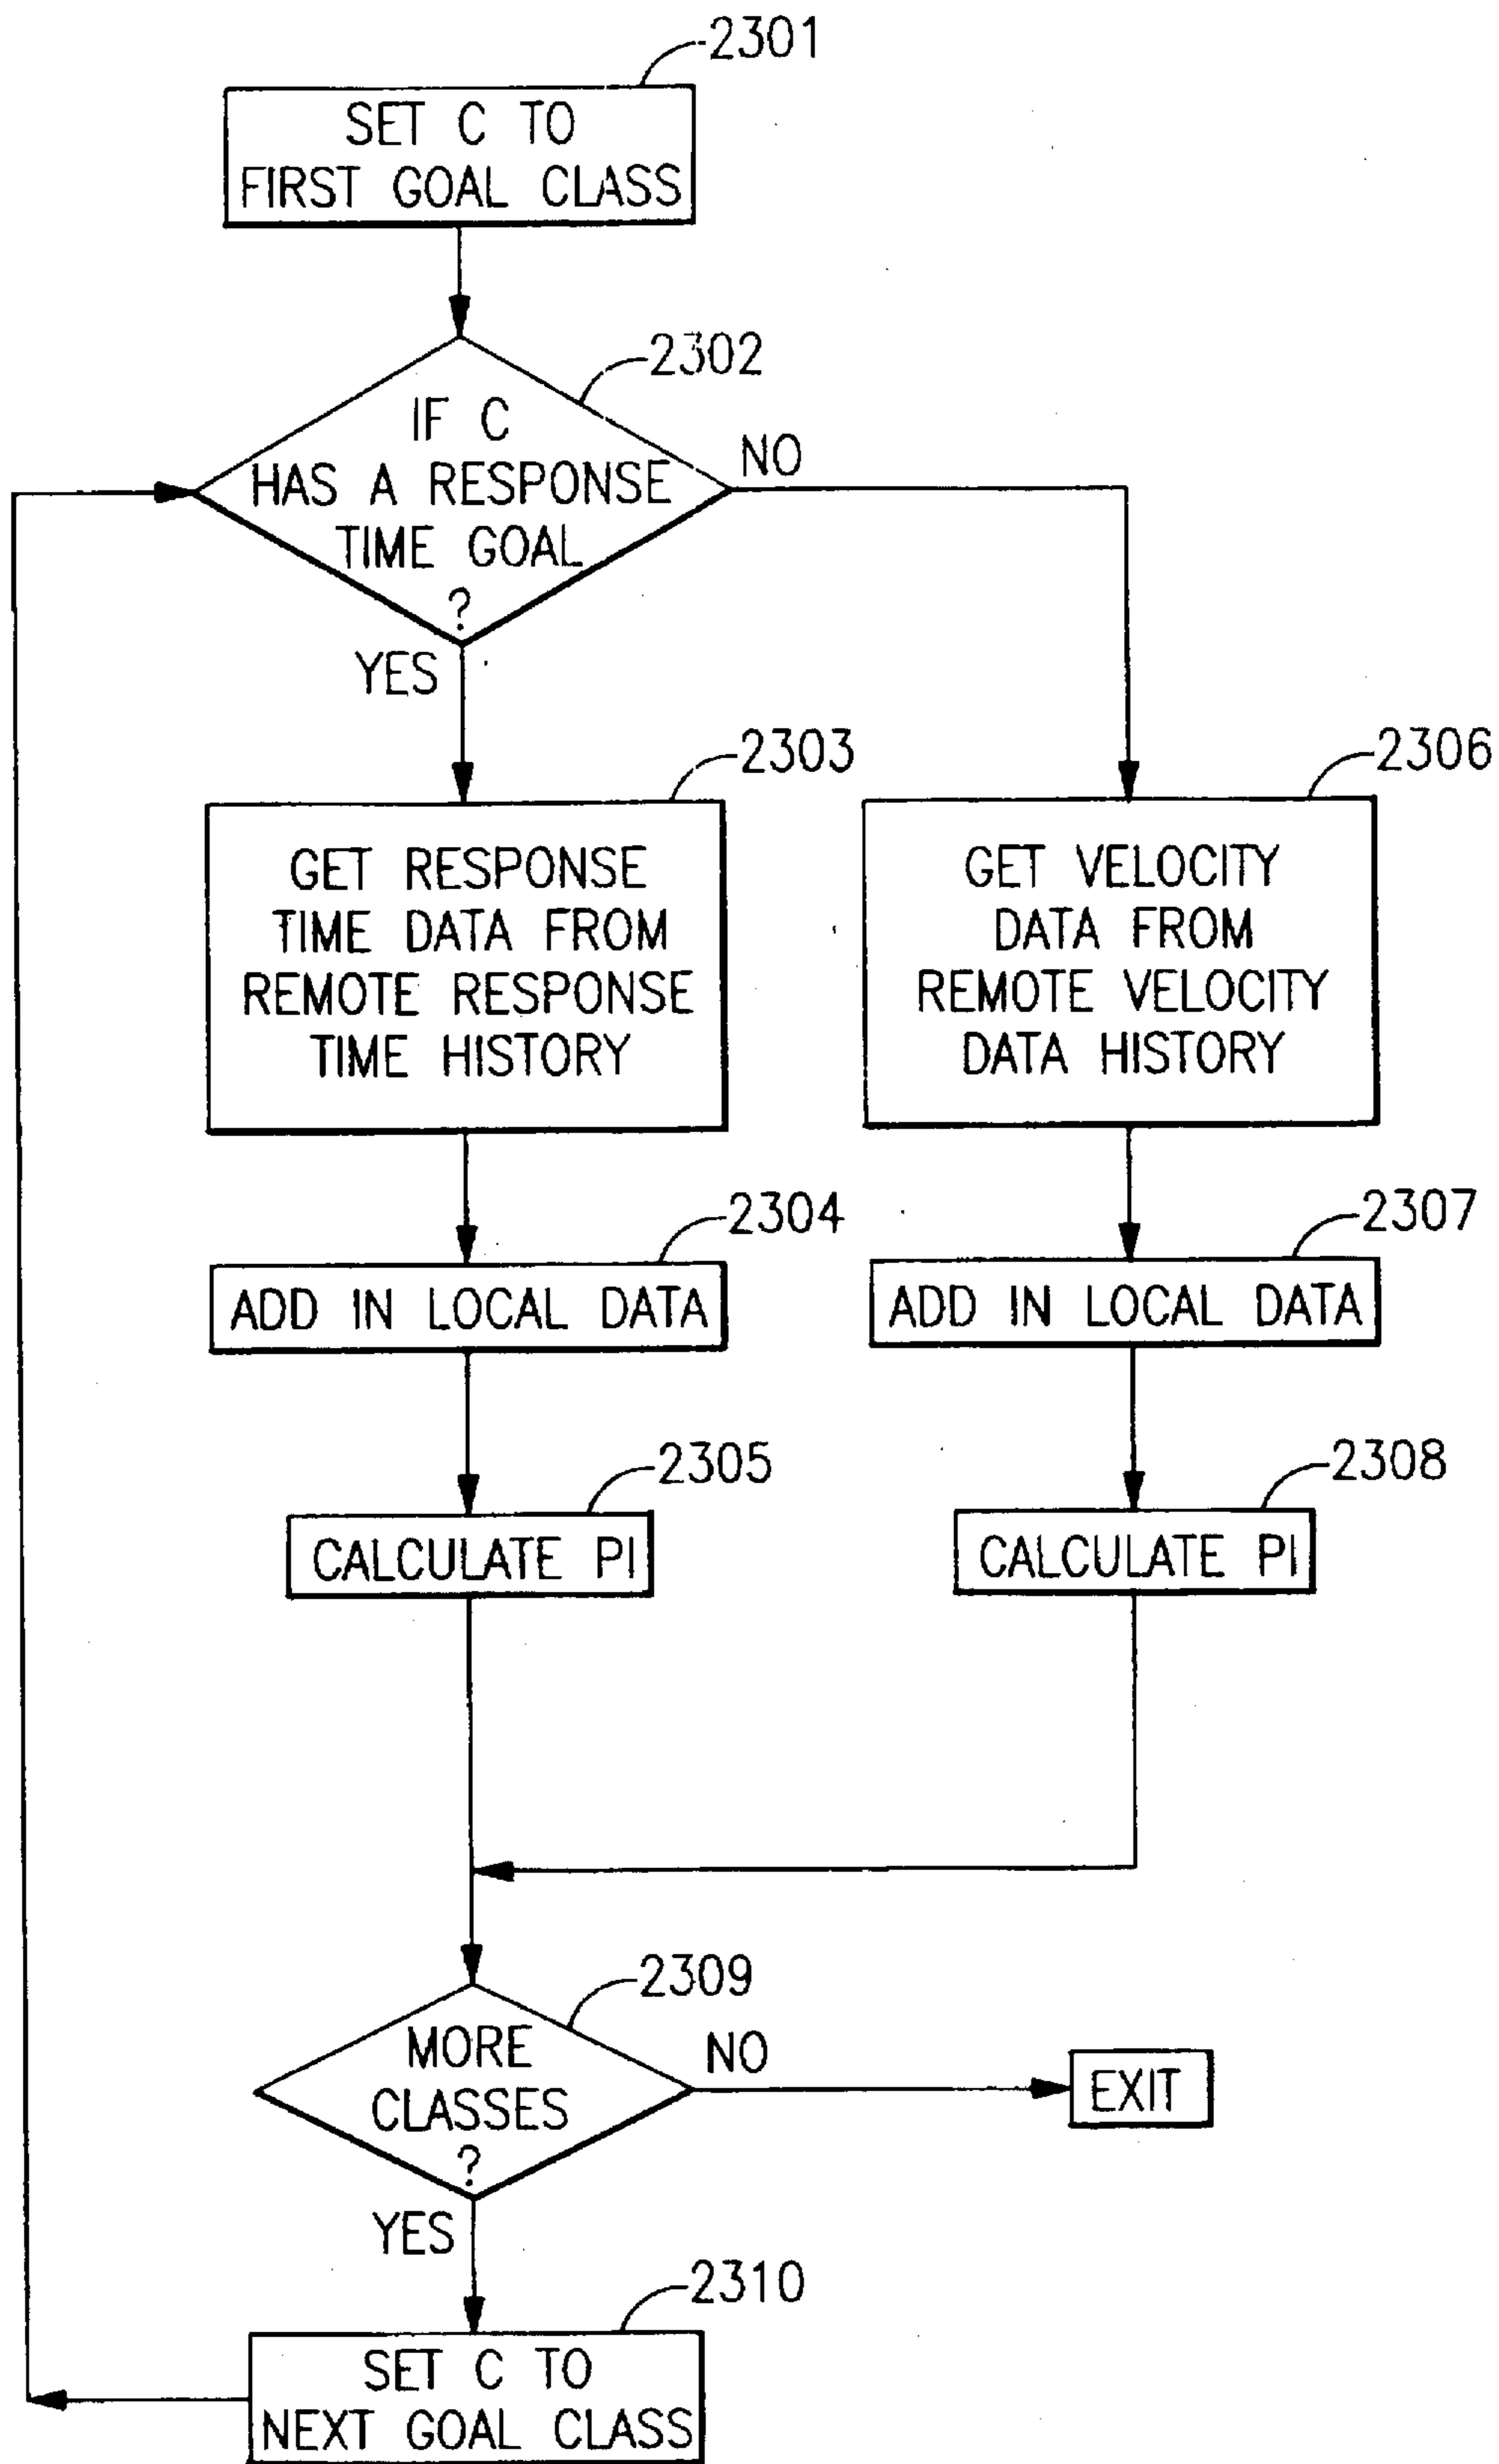 2301
SET C TO
FIRST GOAL CLASS
2302
IF C
HAS A RESPONSE
TIME GOAL
?
NO
YES
2303
GET RESPONSE
TIME DATA FROM
REMOTE RESPONSE
TIME HISTORY
2306
GET VELOCITY
DATA FROM
REMOTE VELOCITY
DATA HISTORY
2304
ADD IN LOCAL DATA
2307
ADD IN LOCAL DATA
2305
CALCULATE PI
2308
CALCULATE PI
2309
MORE
CLASSES
?
NO
EXIT
YES
2310
SET C TO
NEXT GOAL CLASS